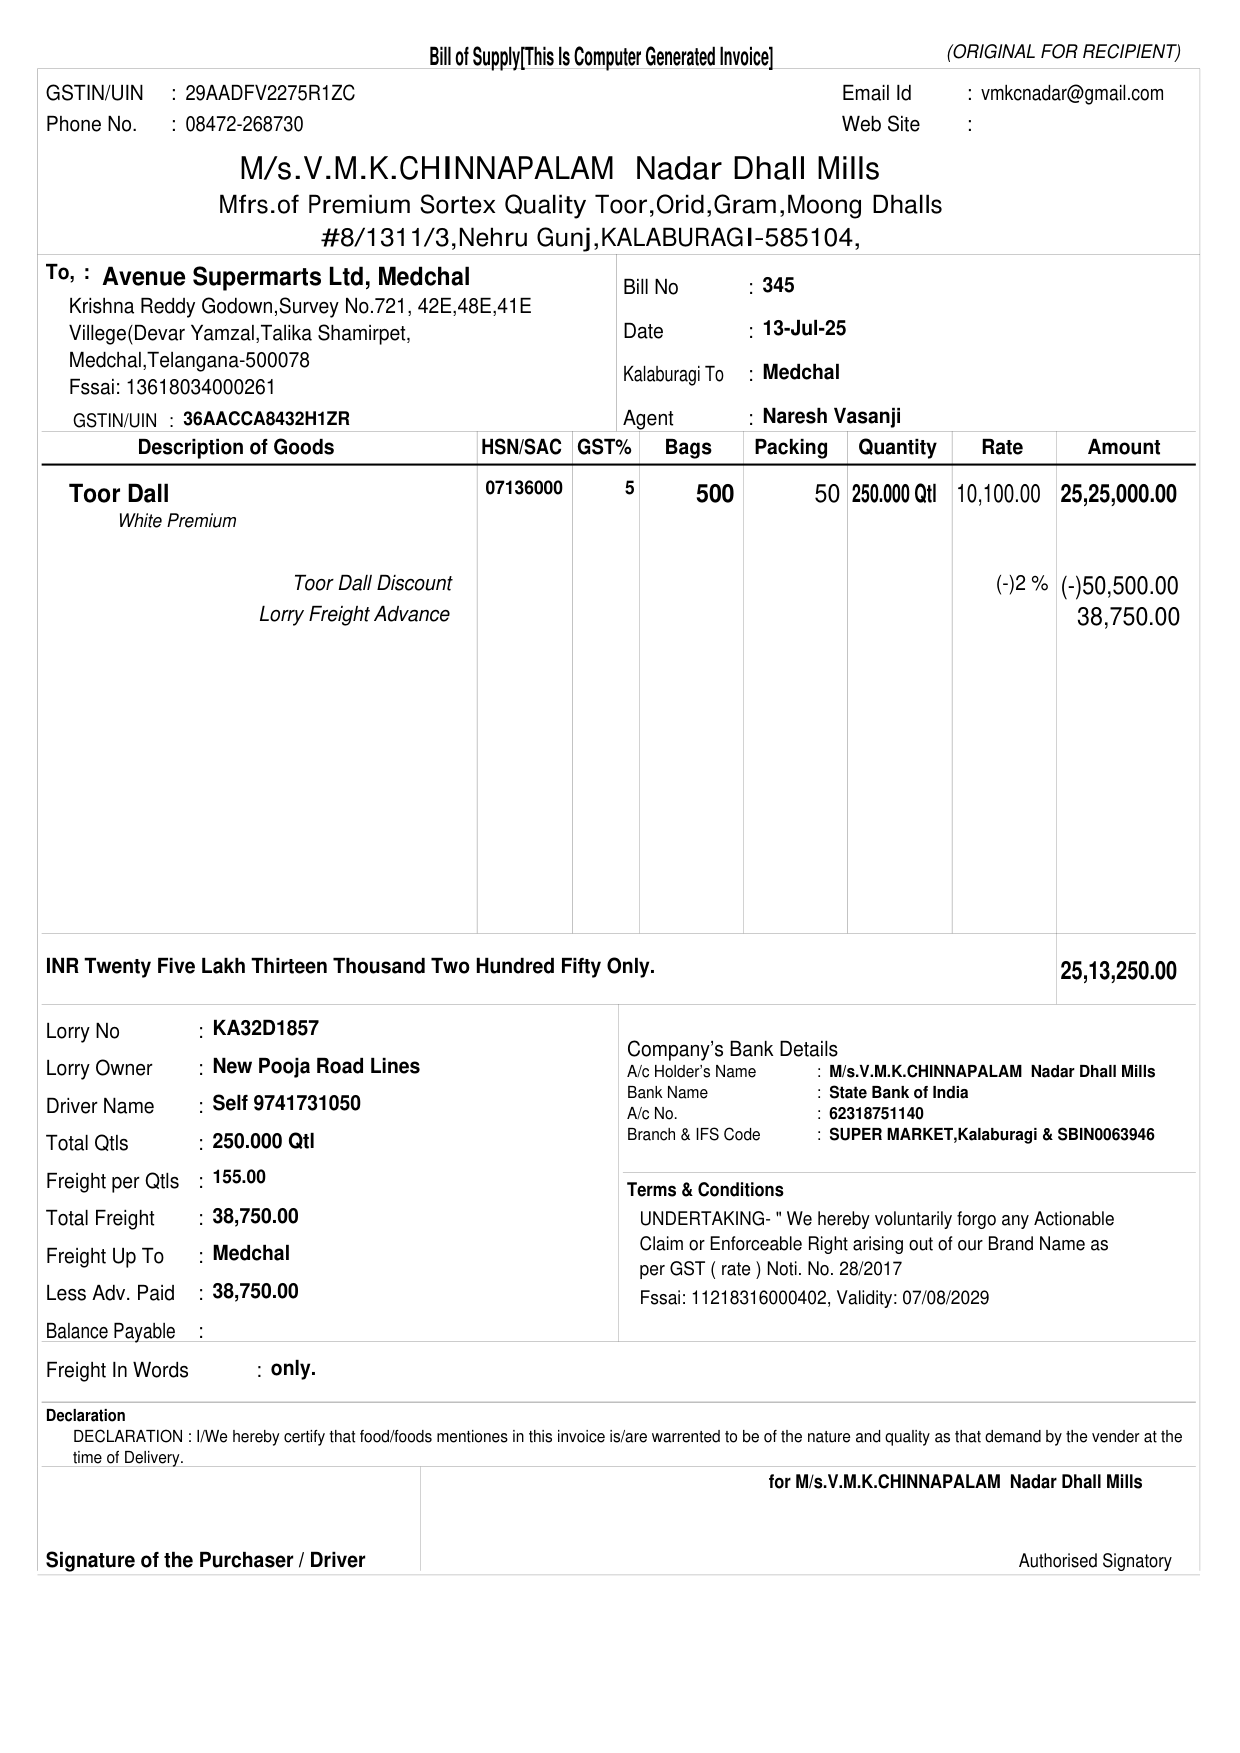 Bill of Supply[This Is Computer Generated Invoice]
(ORIGINAL FOR RECIPIENT)
GSTIN/UIN : 29AADFV2275R1ZC Email Id : vmkcnadar@gmail.com
Phone No. : 08472-268730 Web Site :
M/s.V.M.K.CHINNAPALAM Nadar Dhall Mills
Mfrs.of Premium Sortex Quality Toor,Orid,Gram,Moong Dhalls
#8/1311/3,Nehru Gunj,KALABURAGI-585104,
To, : Avenue Supermarts Ltd, Medchal
Krishna Reddy Godown,Survey No.721, 42E,48E,41E
Villege(Devar Yamzal,Talika Shamirpet,
Medchal,Telangana-500078
Fssai: 13618034000261
GSTIN/UIN : 36AACCA8432H1ZR
Bill No : 345
Date : 13-Jul-25
Kalaburagi To : Medchal
Agent : Naresh Vasanji
Description of Goods HSN/SAC GST% Bags Packing Quantity Rate Amount
Toor Dall 07136000 5 500 50 250.000 Qtl 10,100.00 25,25,000.00
White Premium
Toor Dall Discount (-)2 % (-)50,500.00
Lorry Freight Advance 38,750.00
INR Twenty Five Lakh Thirteen Thousand Two Hundred Fifty Only. 25,13,250.00
Lorry No : KA32D1857
Lorry Owner : New Pooja Road Lines
Driver Name : Self 9741731050
Total Qtls : 250.000 Qtl
Freight per Qtls : 155.00
Total Freight : 38,750.00
Freight Up To : Medchal
Less Adv. Paid : 38,750.00
Balance Payable :
Company's Bank Details
A/c Holder's Name : M/s.V.M.K.CHINNAPALAM Nadar Dhall Mills
Bank Name : State Bank of India
A/c No. : 62318751140
Branch & IFS Code : SUPER MARKET,Kalaburagi & SBIN0063946
Terms & Conditions
UNDERTAKING- " We hereby voluntarily forgo any Actionable
Claim or Enforceable Right arising out of our Brand Name as
per GST ( rate ) Noti. No. 28/2017
Fssai: 11218316000402, Validity: 07/08/2029
Freight In Words : only.
Declaration
DECLARATION : I/We hereby certify that food/foods mentiones in this invoice is/are warrented to be of the nature and quality as that demand by the vender at the
time of Delivery.
for M/s.V.M.K.CHINNAPALAM Nadar Dhall Mills
Signature of the Purchaser / Driver
Authorised Signatory